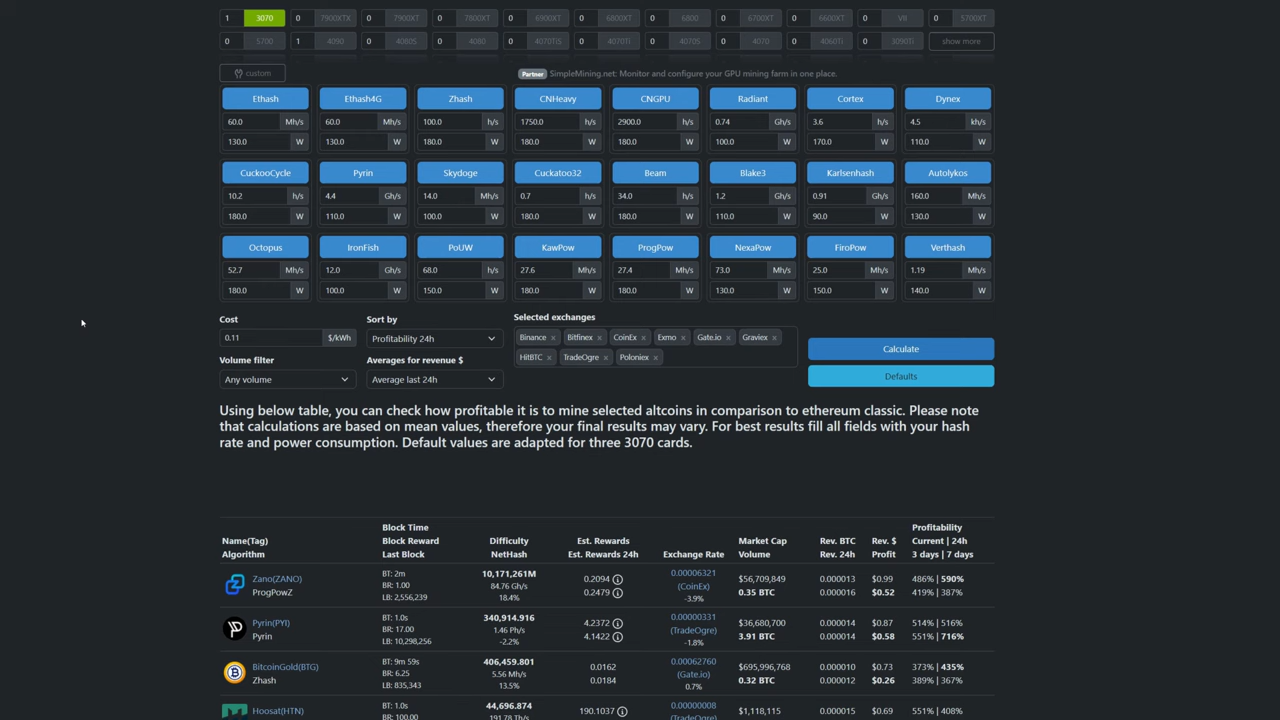 1 3070 0 7900XTX 0 7900XT 0 7800XT 0 6900XT 0 6800XT 0 6800 0 6700XT 0 6600XT 0 VII 0 5700XT
0 5700 1 4090 0 4080S 0 4080 0 4070TiS 0 4070Ti 0 4070S 0 4070 0 4060Ti 0 3090Ti show more
custom Partner SimpleMining.net: Monitor and configure your GPU mining farm in one place.
Ethash Ethash4G Zhash CNHeavy CNGPU Radiant Cortex Dynex
60.0 Mh/s 60.0 Mh/s 100.0 h/s 1750.0 h/s 2900.0 h/s 0.74 Gh/s 3.6 h/s 4.5 kh/s
130.0 W 130.0 W 180.0 W 180.0 W 180.0 W 100.0 W 170.0 W 110.0 W
CuckooCycle Pyrin Skydoge Cuckatoo32 Beam Blake3 Karlsenhash Autolykos
10.2 h/s 4.4 Gh/s 14.0 Mh/s 0.7 h/s 34.0 h/s 1.2 Gh/s 0.91 Gh/s 160.0 Mh/s
180.0 W 110.0 W 100.0 W 180.0 W 180.0 W 110.0 W 90.0 W 130.0 W
Octopus IronFish PoUW KawPow ProgPow NexaPow FiroPow Verthash
52.7 Mh/s 12.0 Gh/s 68.0 h/s 27.6 Mh/s 27.4 Mh/s 73.0 Mh/s 25.0 Mh/s 1.19 Mh/s
180.0 W 100.0 W 150.0 W 180.0 W 180.0 W 130.0 W 150.0 W 140.0 W
Cost Sort by Selected exchanges
0.11 $/kWh Profitability 24h Binance × Bitfinex × CoinEx × Exmo × Gate.io × Graviex ×
HitBTC × TradeOgre × Poloniex × Calculate
Volume filter Averages for revenue $
Any volume Average last 24h Defaults
Using below table, you can check how profitable it is to mine selected altcoins in comparison to ethereum classic. Please note
that calculations are based on mean values, therefore your final results may vary. For best results fill all fields with your hash
rate and power consumption. Default values are adapted for three 3070 cards.
Block Time Profitability
Name(Tag) Block Reward Difficulty Est. Rewards Market Cap Rev. BTC Rev. $ Current | 24h
Algorithm Last Block NetHash Est. Rewards 24h Exchange Rate Volume Rev. 24h Profit 3 days | 7 days
BT: 2m 10,171,261M 0.00006321
Zano(ZANO) BR: 1.00 84.76 Gh/s 0.2094 (CoinEx) $56,709,849 0.000013 $0.99 486% | 590%
ProgPowZ LB: 2,556,239 18.4% 0.2479 -3.9% 0.35 BTC 0.000016 $0.52 419% | 387%
BT: 1.0s 340,914.916 0.00000331
Pyrin(PYI) BR: 17.00 1.46 Ph/s 4.2372 (TradeOgre) $36,680,700 0.000014 $0.87 514% | 516%
Pyrin LB: 10,298,256 -2.2% 4.1422 -1.8% 3.91 BTC 0.000014 $0.58 551% | 716%
BT: 9m 59s 406,459.801 0.00062760
BitcoinGold(BTG) BR: 6.25 5.56 Mh/s 0.0162 (Gate.io) $695,996,768 0.000010 $0.73 373% | 435%
Zhash LB: 835,343 13.5% 0.0184 0.7% 0.32 BTC 0.000012 $0.26 389% | 367%
BT: 1.0s 44,696.874 0.00000008
Hoosat(HTN) BR: 100.00 191.78 Th/s 190.1037 (TradeOgre) $1,118,115 0.000015 $0.69 551% | 408%